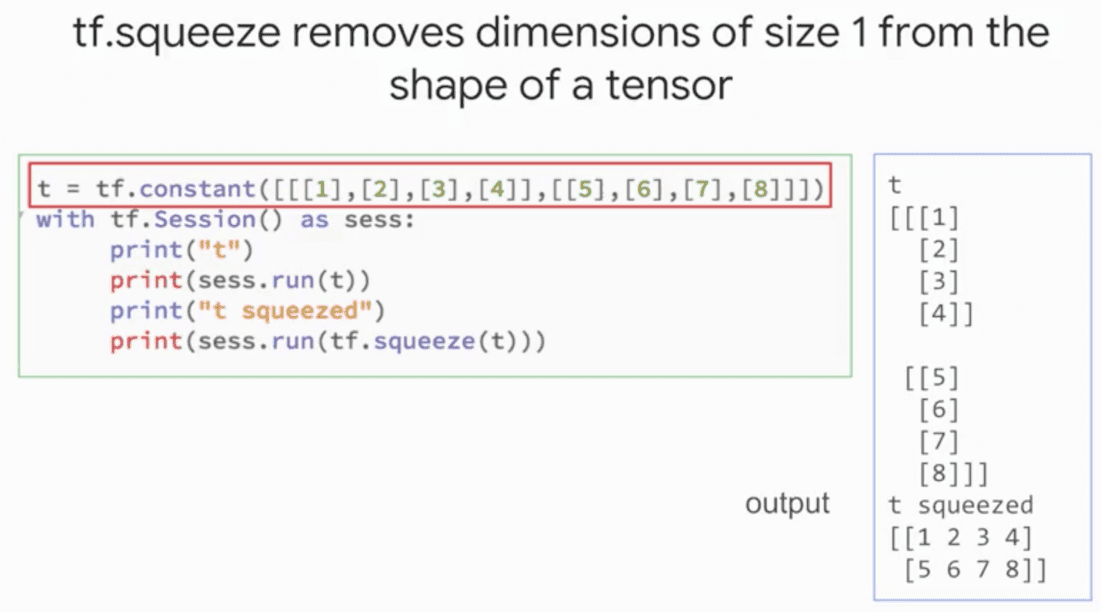 tf.squeeze removes dimensions of size 1 from the
shape of a tensor
t = tf.constant([[[1],[2],[3],[4]],[[5],[6],[7],[8]]])
with tf.Session() as sess:
print("t")
print(sess.run(t))
print("t squeezed")
print(sess.run(tf.squeeze(t)))
output
t
[[[1]
[2]
[3]
[4]]
[[5]
[6]
[7]
[8]]]
t squeezed
[[1 2 3 4]
[5 6 7 8]]